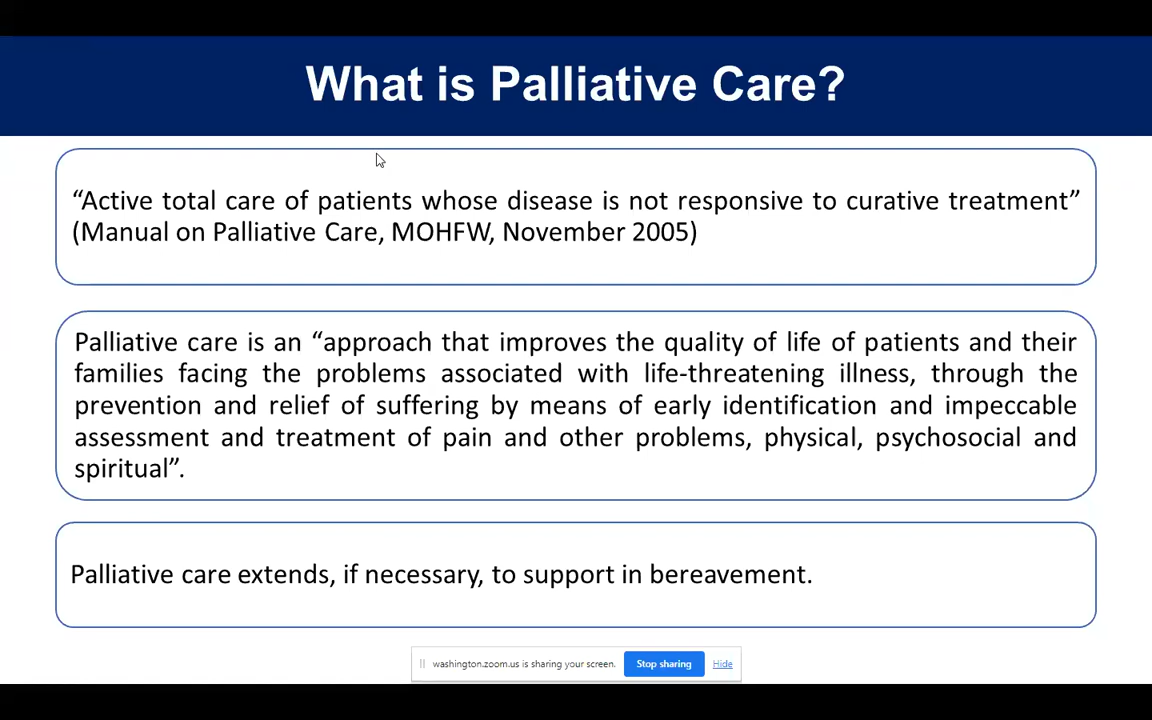 What is Palliative Care?
“Active total care of patients whose disease is not responsive to curative treatment”
(Manual on Palliative Care, MOHFW, November 2005)
Palliative care is an “approach that improves the quality of life of patients and their
families facing the problems associated with life-threatening illness, through the
prevention and relief of suffering by means of early identification and impeccable
assessment and treatment of pain and other problems, physical, psychosocial and
spiritual”.
Palliative care extends, if necessary, to support in bereavement.
washington.zoom.us is sharing your screen. Stop sharing Hide